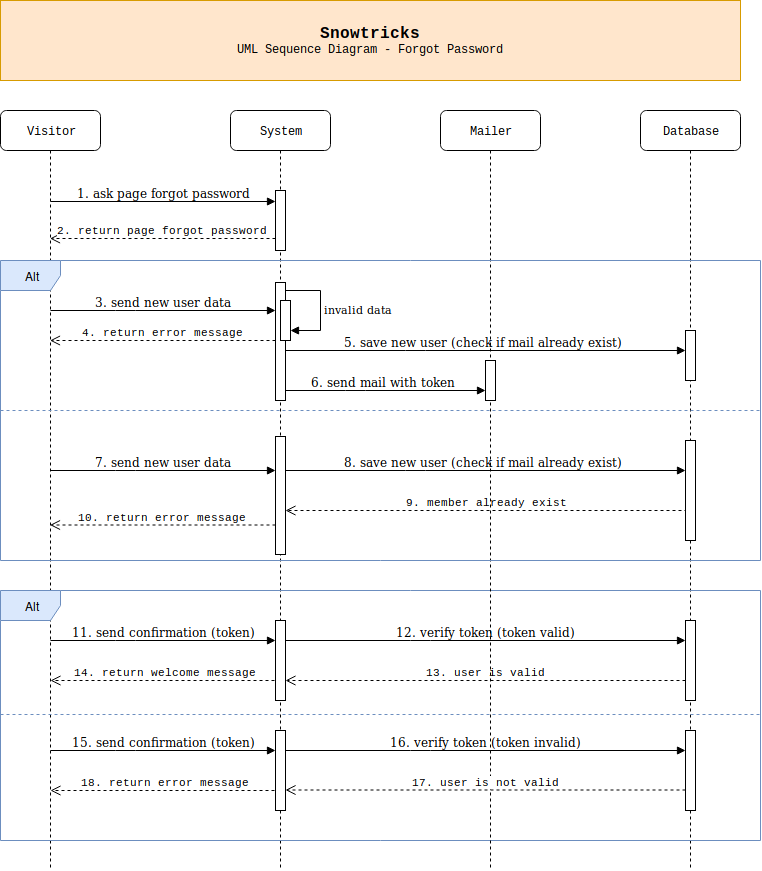 Snowtricks
UML Sequence Diagram - Forgot Password
Visitor
System
Mailer
Database
1. ask page forgot password
2. return page forgot password
Alt
3. send new user data
invalid data
4. return error message
5. save new user (check if mail already exist)
6. send mail with token
7. send new user data
8. save new user (check if mail already exist)
9. member already exist
10. return error message
Alt
11. send confirmation (token)
12. verify token (token valid)
14. return welcome message
13. user is valid
15. send confirmation (token)
16. verify token (token invalid)
18. return error message
17. user is not valid